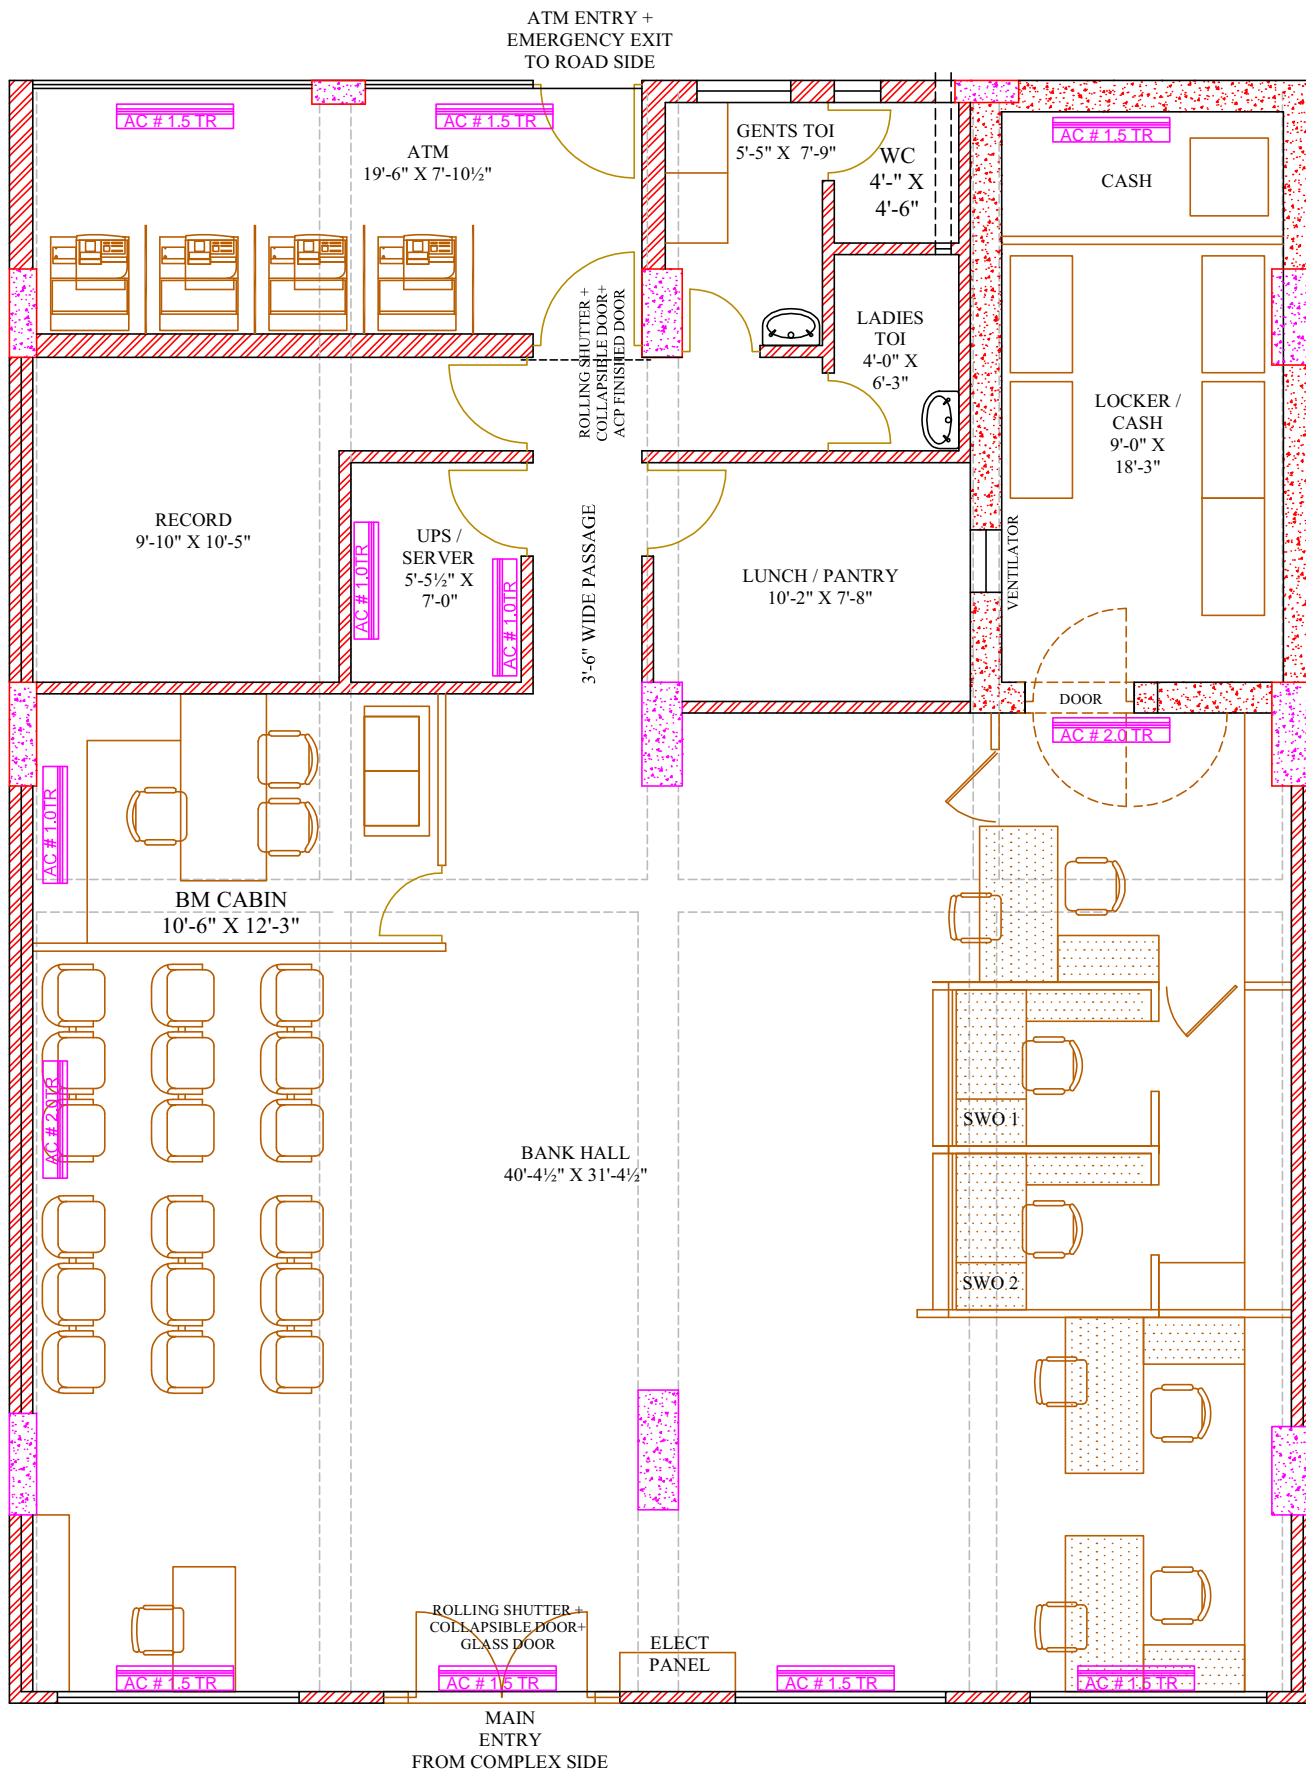 ATM ENTRY +
EMERGENCY EXIT
TO ROAD SIDE
AC # 1.5 TR
AC # 1.5 TR
ATM
19'-6" X 7'-10½"
GENTS TOI
5'-5" X 7'-9"
WC
4'-" X
4'-6"
AC # 1.5 TR
CASH
ROLLING SHUTTER +
COLLAPSIBLE DOOR+
ACP FINISHED DOOR
LADIES
TOI
4'-0" X
6'-3"
LOCKER /
CASH
9'-0" X
18'-3"
RECORD
9'-10" X 10'-5"
AC # 1.0TR
UPS /
SERVER
5'-5½" X
7'-0"
AC # 1.0TR
3'-6" WIDE PASSAGE
LUNCH / PANTRY
10'-2" X 7'-8"
VENTILATOR
DOOR
AC # 2.0 TR
AC # 1.0TR
BM CABIN
10'-6" X 12'-3"
AC # 2.0TR
BANK HALL
40'-4½" X 31'-4½"
SWO 1
SWO 2
ROLLING SHUTTER +
COLLAPSIBLE DOOR+
GLASS DOOR
ELECT
PANEL
AC # 1.5 TR
AC # 1.5 TR
AC # 1.5 TR
AC # 1.5 TR
MAIN
ENTRY
FROM COMPLEX SIDE